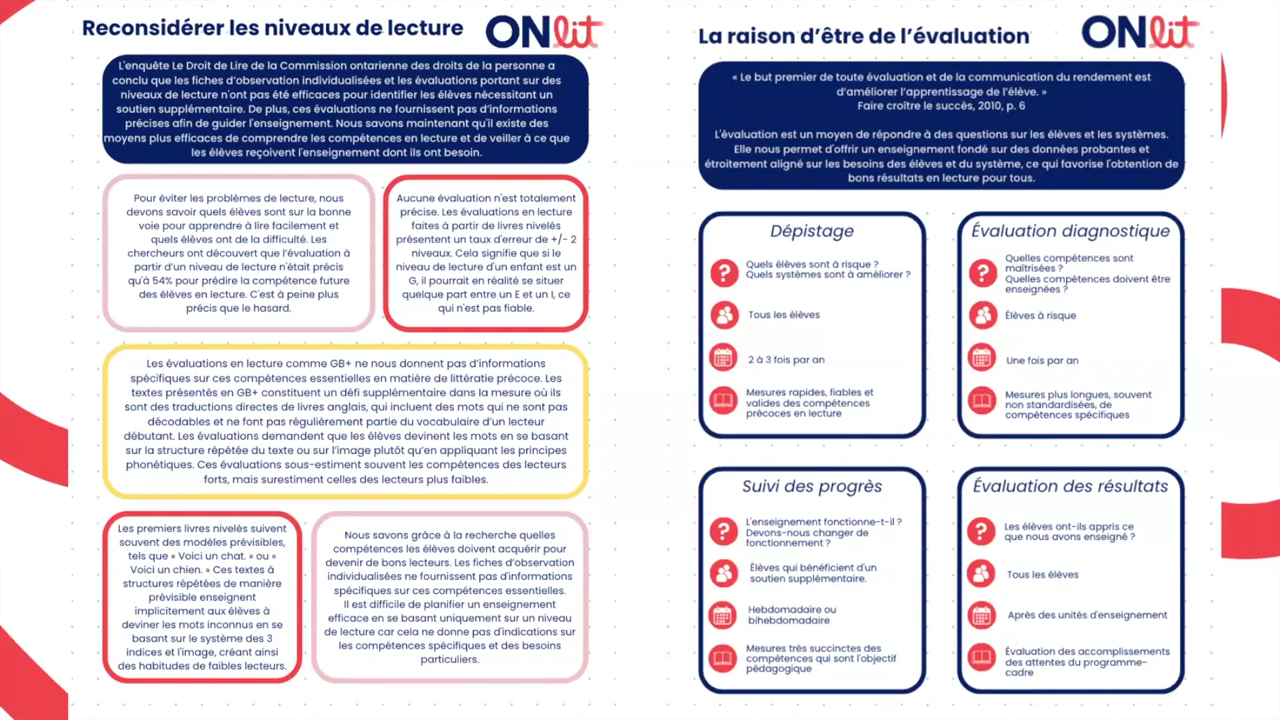 Reconsidérer les niveaux de lecture
ONlit
L'enquête Le Droit de Lire de la Commission ontarienne des droits de la personne a
conclu que les fiches d'observation individualisées et les évaluations portant sur des
niveaux de lecture n'ont pas été efficaces pour identifier les élèves nécessitant un
soutien supplémentaire. De plus, ces évaluations ne fournissent pas d'informations
précises afin de guider l'enseignement. Nous savons maintenant qu'il existe des
moyens plus efficaces de comprendre les compétences en lecture et de veiller à ce que
les élèves reçoivent l'enseignement dont ils ont besoin.
Pour éviter les problèmes de lecture, nous
devons savoir quels élèves sont sur la bonne
voie pour apprendre à lire facilement et
quels élèves ont de la difficulté. Les
chercheurs ont découvert que l'évaluation à
partir d'un niveau de lecture n'était précis
qu'à 54% pour prédire la compétence future
des élèves en lecture. C'est à peine plus
précis que le hasard.
Aucune évaluation n'est totalement
précise. Les évaluations en lecture
faites à partir de livres nivelés
présentent un taux d'erreur de +/- 2
niveaux. Cela signifie que si le
niveau de lecture d'un enfant est un
G, il pourrait en réalité se situer
quelque part entre un E et un I, ce
qui n'est pas fiable.
Les évaluations en lecture comme GB+ ne nous donnent pas d'informations
spécifiques sur ces compétences essentielles en matière de littératie précoce. Les
textes présentés en GB+ constituent un défi supplémentaire dans la mesure où ils
sont des traductions directes de livres anglais, qui incluent des mots qui ne sont pas
décodables et ne font pas régulièrement partie du vocabulaire d'un lecteur
débutant. Les évaluations demandent que les élèves devinent les mots en se basant
sur la structure répétée du texte ou sur l'image plutôt qu'en appliquant les principes
phonétiques. Ces évaluations sous-estiment souvent les compétences des lecteurs
forts, mais surestiment celles des lecteurs plus faibles.
Les premiers livres nivelés suivent
souvent des modèles prévisibles,
tels que « Voici un chat. » ou «
Voici un chien. » Ces textes à
structures répétées de manière
prévisible enseignent
implicitement aux élèves à
deviner les mots inconnus en se
basant sur le système des 3
indices et l'image, créant ainsi
des habitudes de faibles lecteurs.
Nous savons grâce à la recherche quelles
compétences les élèves doivent acquérir pour
devenir de bons lecteurs. Les fiches d'observation
individualisées ne fournissent pas d'informations
spécifiques sur ces compétences essentielles.
Il est difficile de planifier un enseignement
efficace en se basant uniquement sur un niveau
de lecture car cela ne donne pas d'indications sur
les compétences spécifiques et des besoins
particuliers.
La raison d'être de l'évaluation
ONlit
« Le but premier de toute évaluation et de la communication du rendement est
d'améliorer l'apprentissage de l'élève. »
Faire croître le succès, 2010, p. 6
L'évaluation est un moyen de répondre à des questions sur les élèves et les systèmes.
Elle nous permet d'offrir un enseignement fondé sur des données probantes et
étroitement aligné sur les besoins des élèves et du système, ce qui favorise l'obtention de
bons résultats en lecture pour tous.
Dépistage
Quels élèves sont à risque ?
Quels systèmes sont à améliorer ?
Tous les élèves
2 à 3 fois par an
Mesures rapides, fiables et
valides des compétences
précoces en lecture
Évaluation diagnostique
Quelles compétences sont
maîtrisées ?
Quelles compétences doivent être
enseignées ?
Élèves à risque
Une fois par an
Mesures plus longues, souvent
non standardisées, de
compétences spécifiques
Suivi des progrès
L'enseignement fonctionne-t-il ?
Devons-nous changer de
fonctionnement ?
Élèves qui bénéficient d'un
soutien supplémentaire.
Hebdomadaire ou
bihebdomadaire
Mesures très succinctes des
compétences qui sont l'objectif
pédagogique
Évaluation des résultats
Les élèves ont-ils appris ce
que nous avons enseigné ?
Tous les élèves
Après des unités d'enseignement
Évaluation des accomplissements
des attentes du programme-
cadre